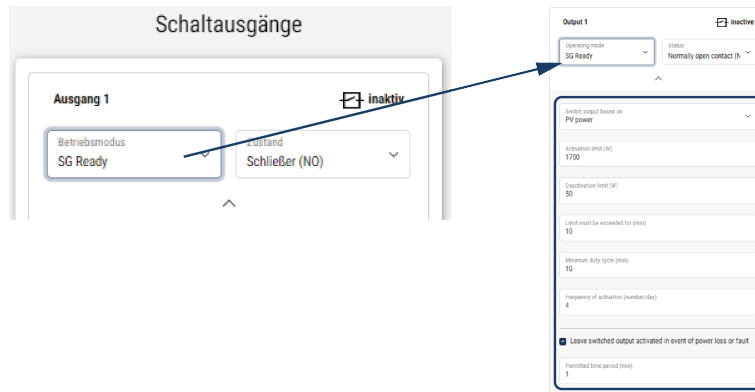 Schaltausgänge
Ausgang 1
inaktiv
Betriebsmodus
SG Ready
Zustand
Schließer (NO)
Output 1
inactive
Operating mode
SG Ready
Status
Normally open contact (N
Switch output based on
PV power
Activation limit (W)
1700
Deactivation limit (W)
50
Limit must be exceeded for (min)
10
Minimum duty cycle (min)
10
Frequency of activation (number/day)
4
Leave switched output activated in event of power loss or fault
Permitted time period (min)
1